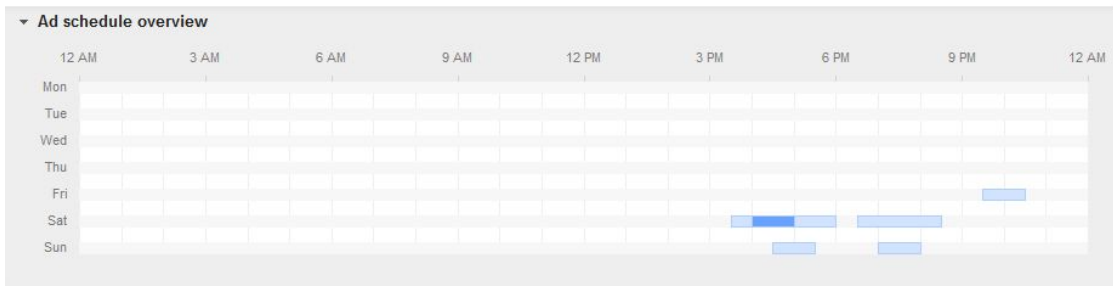 Ad schedule overview
12 AM 3 AM 6 AM 9 AM 12 PM 3 PM 6 PM 9 PM 12 AM
Mon
Tue
Wed
Thu
Fri
Sat
Sun